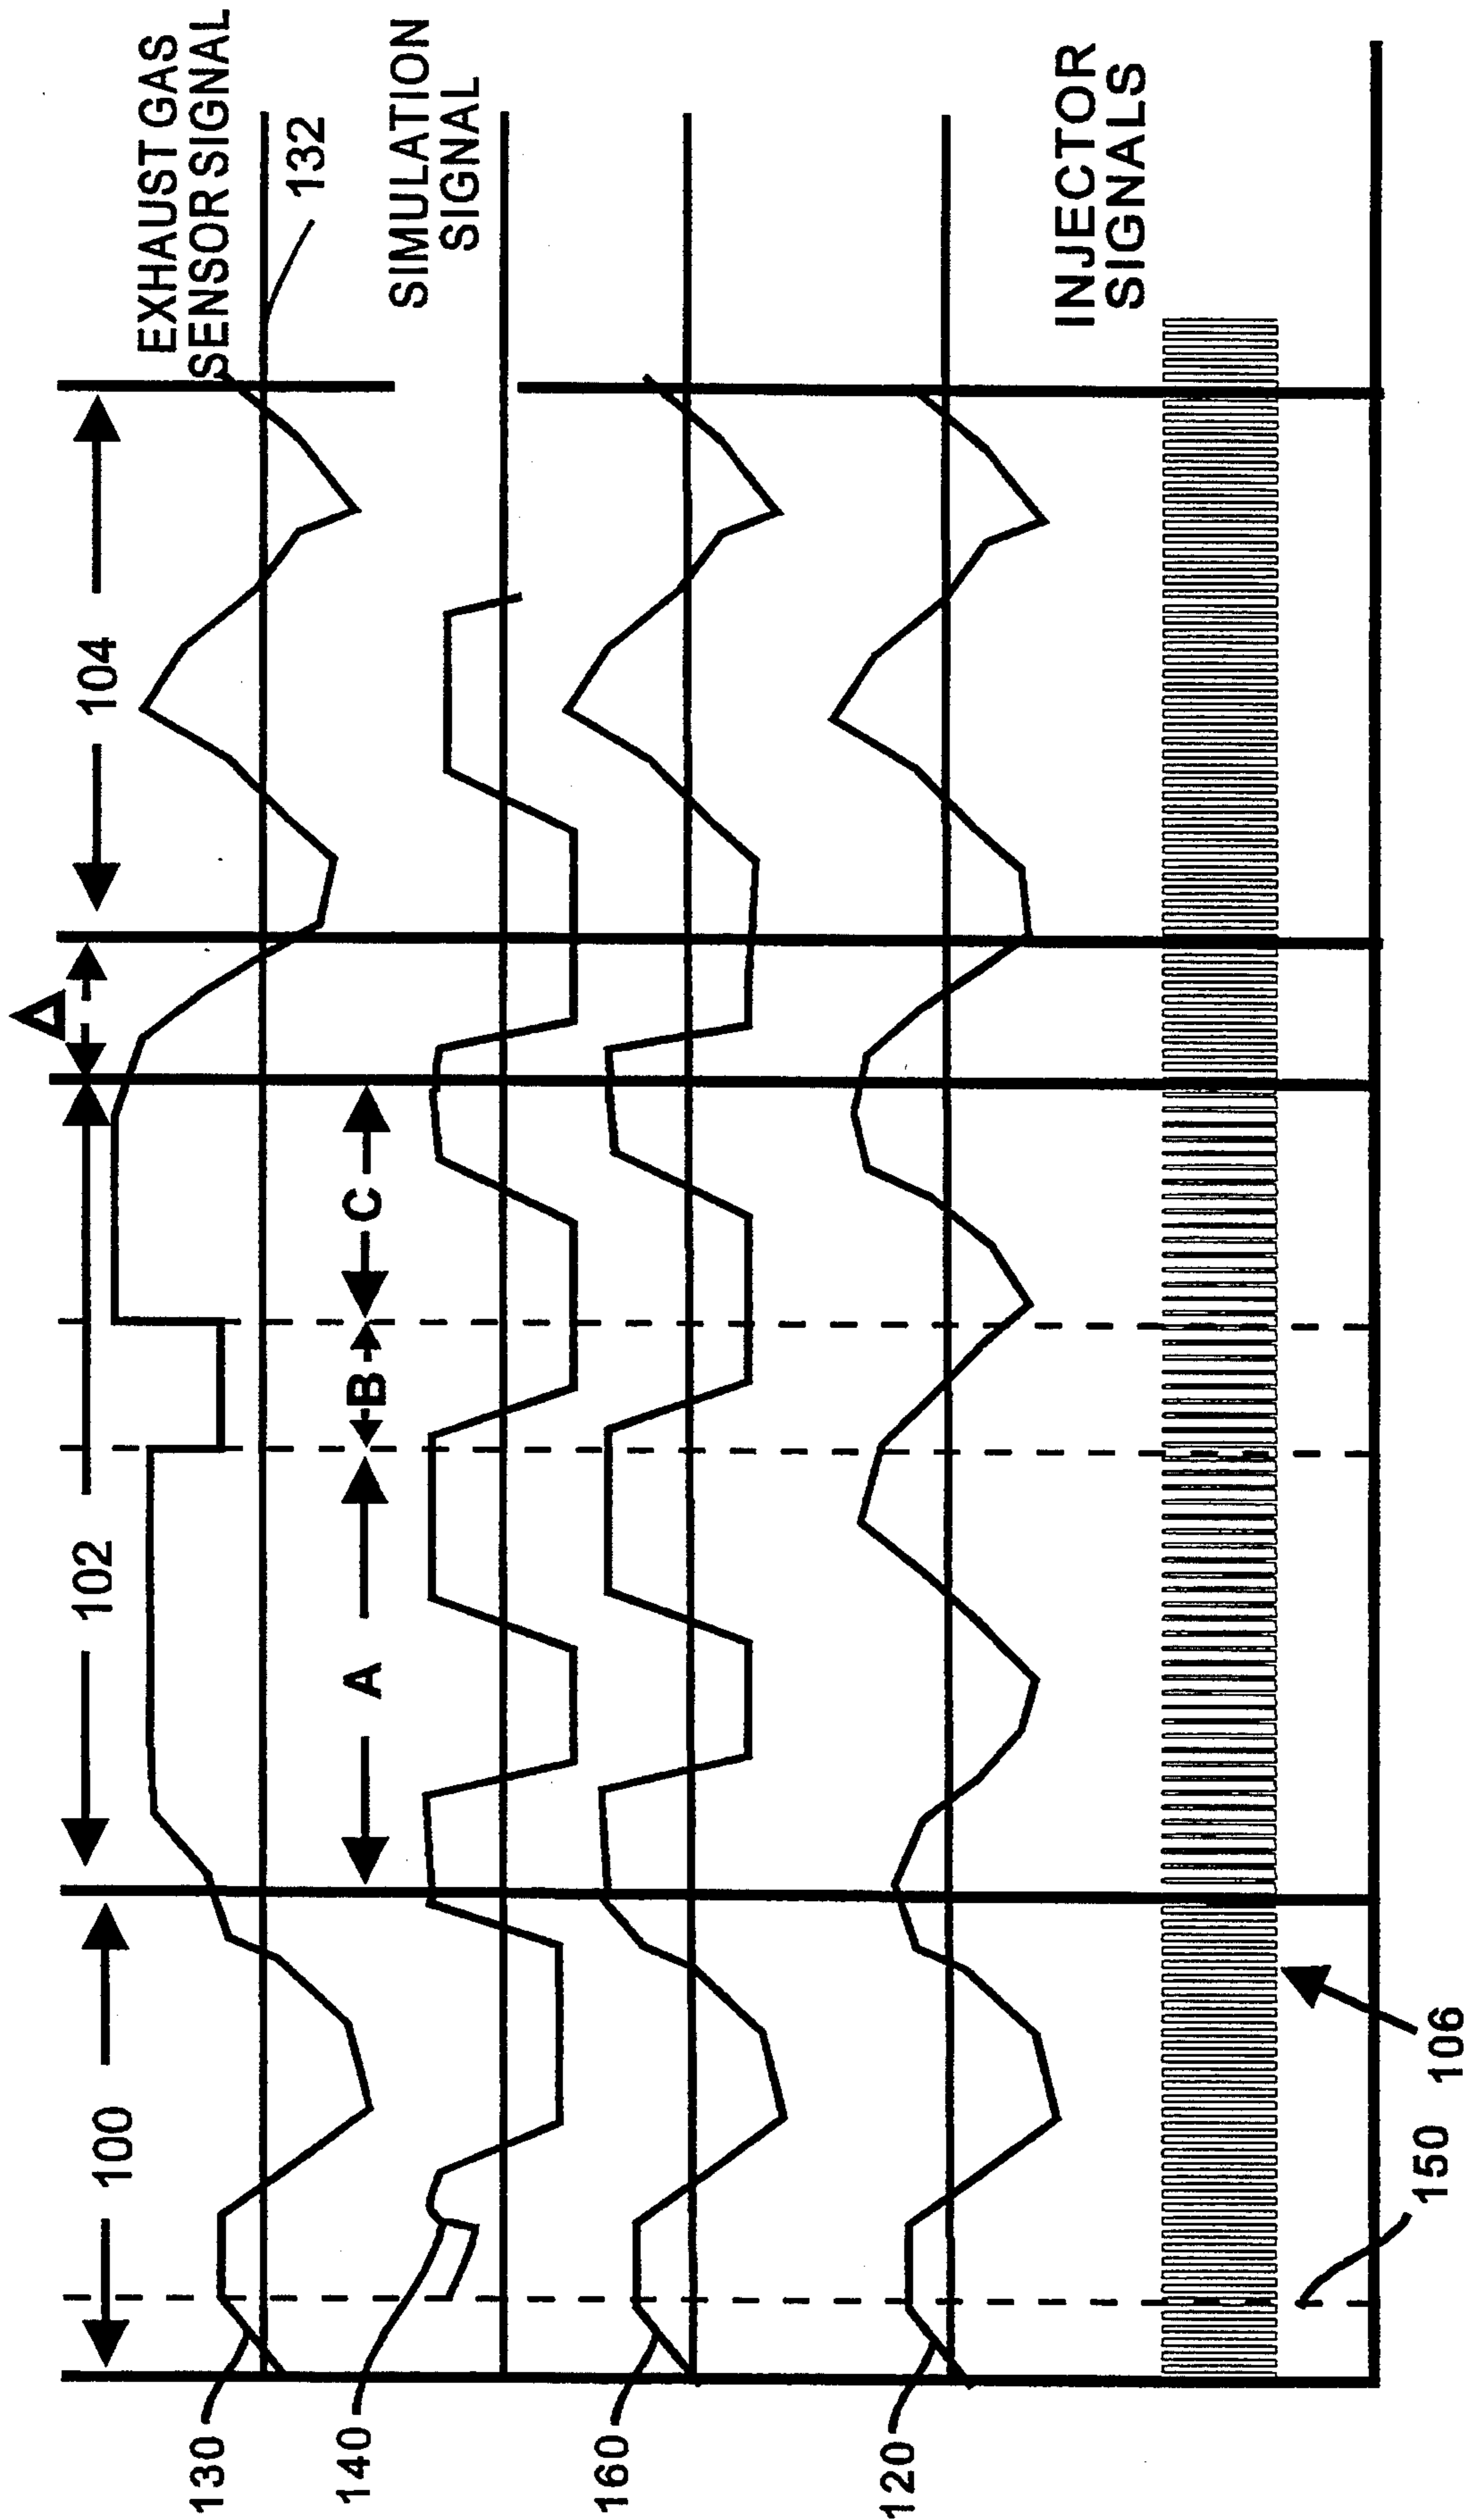 100
102
Δ
104
EXHAUST GAS
SENSOR SIGNAL
130
132
A
B
C
140
SIMULATION
SIGNAL
160
120
INJECTOR
SIGNALS
150
106